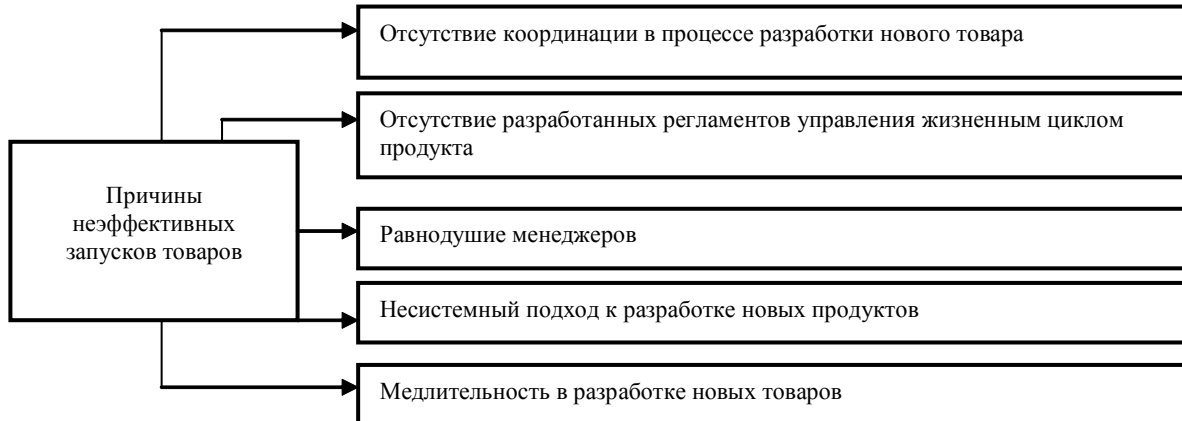 Отсутствие координации в процессе разработки нового товара
Отсутствие разработанных регламентов управления жизненным циклом
продукта
Причины
неэффективных
запусков товаров
Равнодушие менеджеров
Несистемный подход к разработке новых продуктов
Медлительность в разработке новых товаров